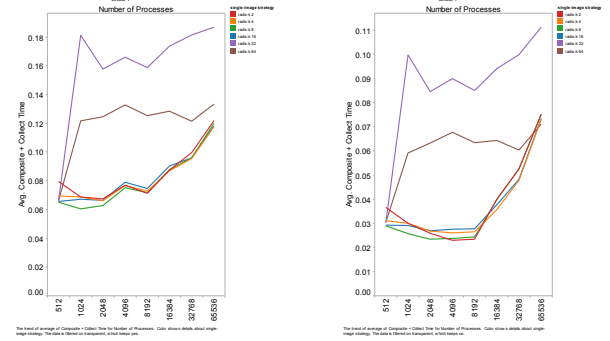 Number of Processes
single-image-strategy
radix-k 2
radix-k 4
radix-k 8
radix-k 16
radix-k 32
radix-k 64
Avg. Composite + Collect Time
0.18
0.16
0.14
0.12
0.10
0.08
0.06
0.04
0.02
0.00
512
1024
2048
4096
8192
16384
32768
65536
The trend of average of Composite + Collect Time for Number of Processes. Color shows details about single-
image-strategy. The data is filtered on transparent, which keeps yes.
Number of Processes
single-image-strategy
radix-k 2
radix-k 4
radix-k 8
radix-k 16
radix-k 32
radix-k 64
Avg. Composite + Collect Time
0.11
0.10
0.09
0.08
0.07
0.06
0.05
0.04
0.03
0.02
0.01
0.00
512
1024
2048
4096
8192
16384
32768
65536
The trend of average of Composite + Collect Time for Number of Processes. Color shows details about single-
image-strategy. The data is filtered on transparent, which keeps no.